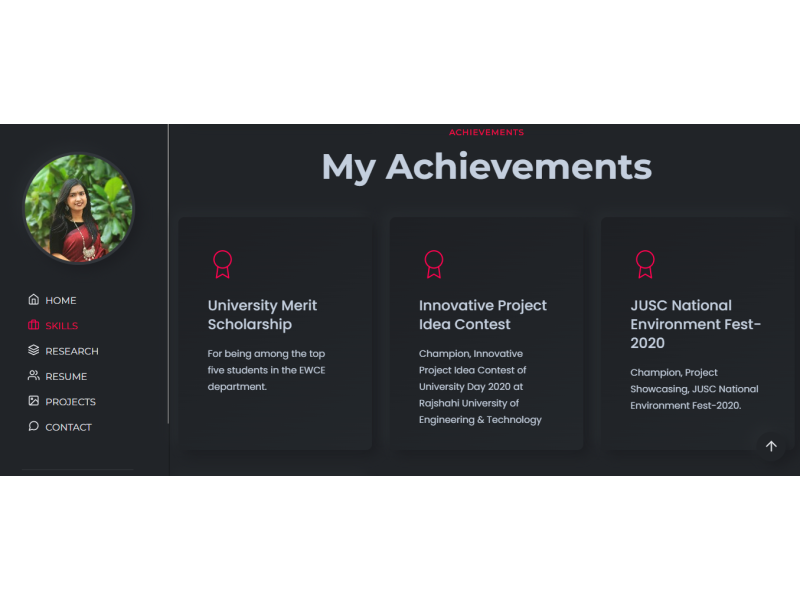 HOME
SKILLS
RESEARCH
RESUME
PROJECTS
CONTACT
ACHIEVEMENTS
My Achievements
University Merit
Scholarship
For being among the top
five students in the EWCE
department.
Innovative Project
Idea Contest
Champion, Innovative
Project Idea Contest of
University Day 2020 at
Rajshahi University of
Engineering & Technology
JUSC National
Environment Fest-
2020
Champion, Project
Showcasing, JUSC National
Environment Fest-2020.